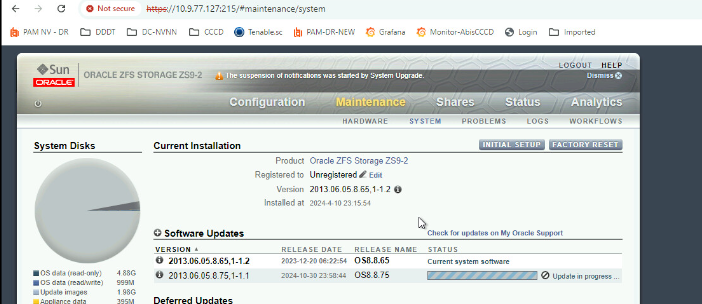 Not secure https://10.9.77.127:215/#maintenance/system
PAM NV - DR DDDT DC-NVNN CCCD Tenable.sc PAM-DR-NEW Grafana Monitor-AbisCCCD Login Imported
Sun
ORACLE
ORACLE ZFS STORAGE ZS9-2
The suspension of notifications was started by System Upgrade.
LOGOUT HELP
Dismiss
Configuration Maintenance Shares Status Analytics
HARDWARE SYSTEM PROBLEMS LOGS WORKFLOWS
System Disks
Current Installation
INITIAL SETUP FACTORY RESET
Product Oracle ZFS Storage ZS9-2
Registered to Unregistered Edit
Version 2013.06.05.8.65,1-1.2
Installed at 2024-4-10 23:15:54
Software Updates
Check for updates on My Oracle Support
VERSION RELEASE DATE RELEASE NAME STATUS
2013.06.05.8.65,1-1.2 2023-12-20 06:22:54 OS8.8.65 Current system software
2013.06.05.8.75,1-1.1 2024-10-30 23:58:44 OS8.8.75 Update in progress ...
OS data (read-only) 4.88G
OS data (read/write) 999M
Update images 1.98G
Appliance data 395M
Deferred Updates